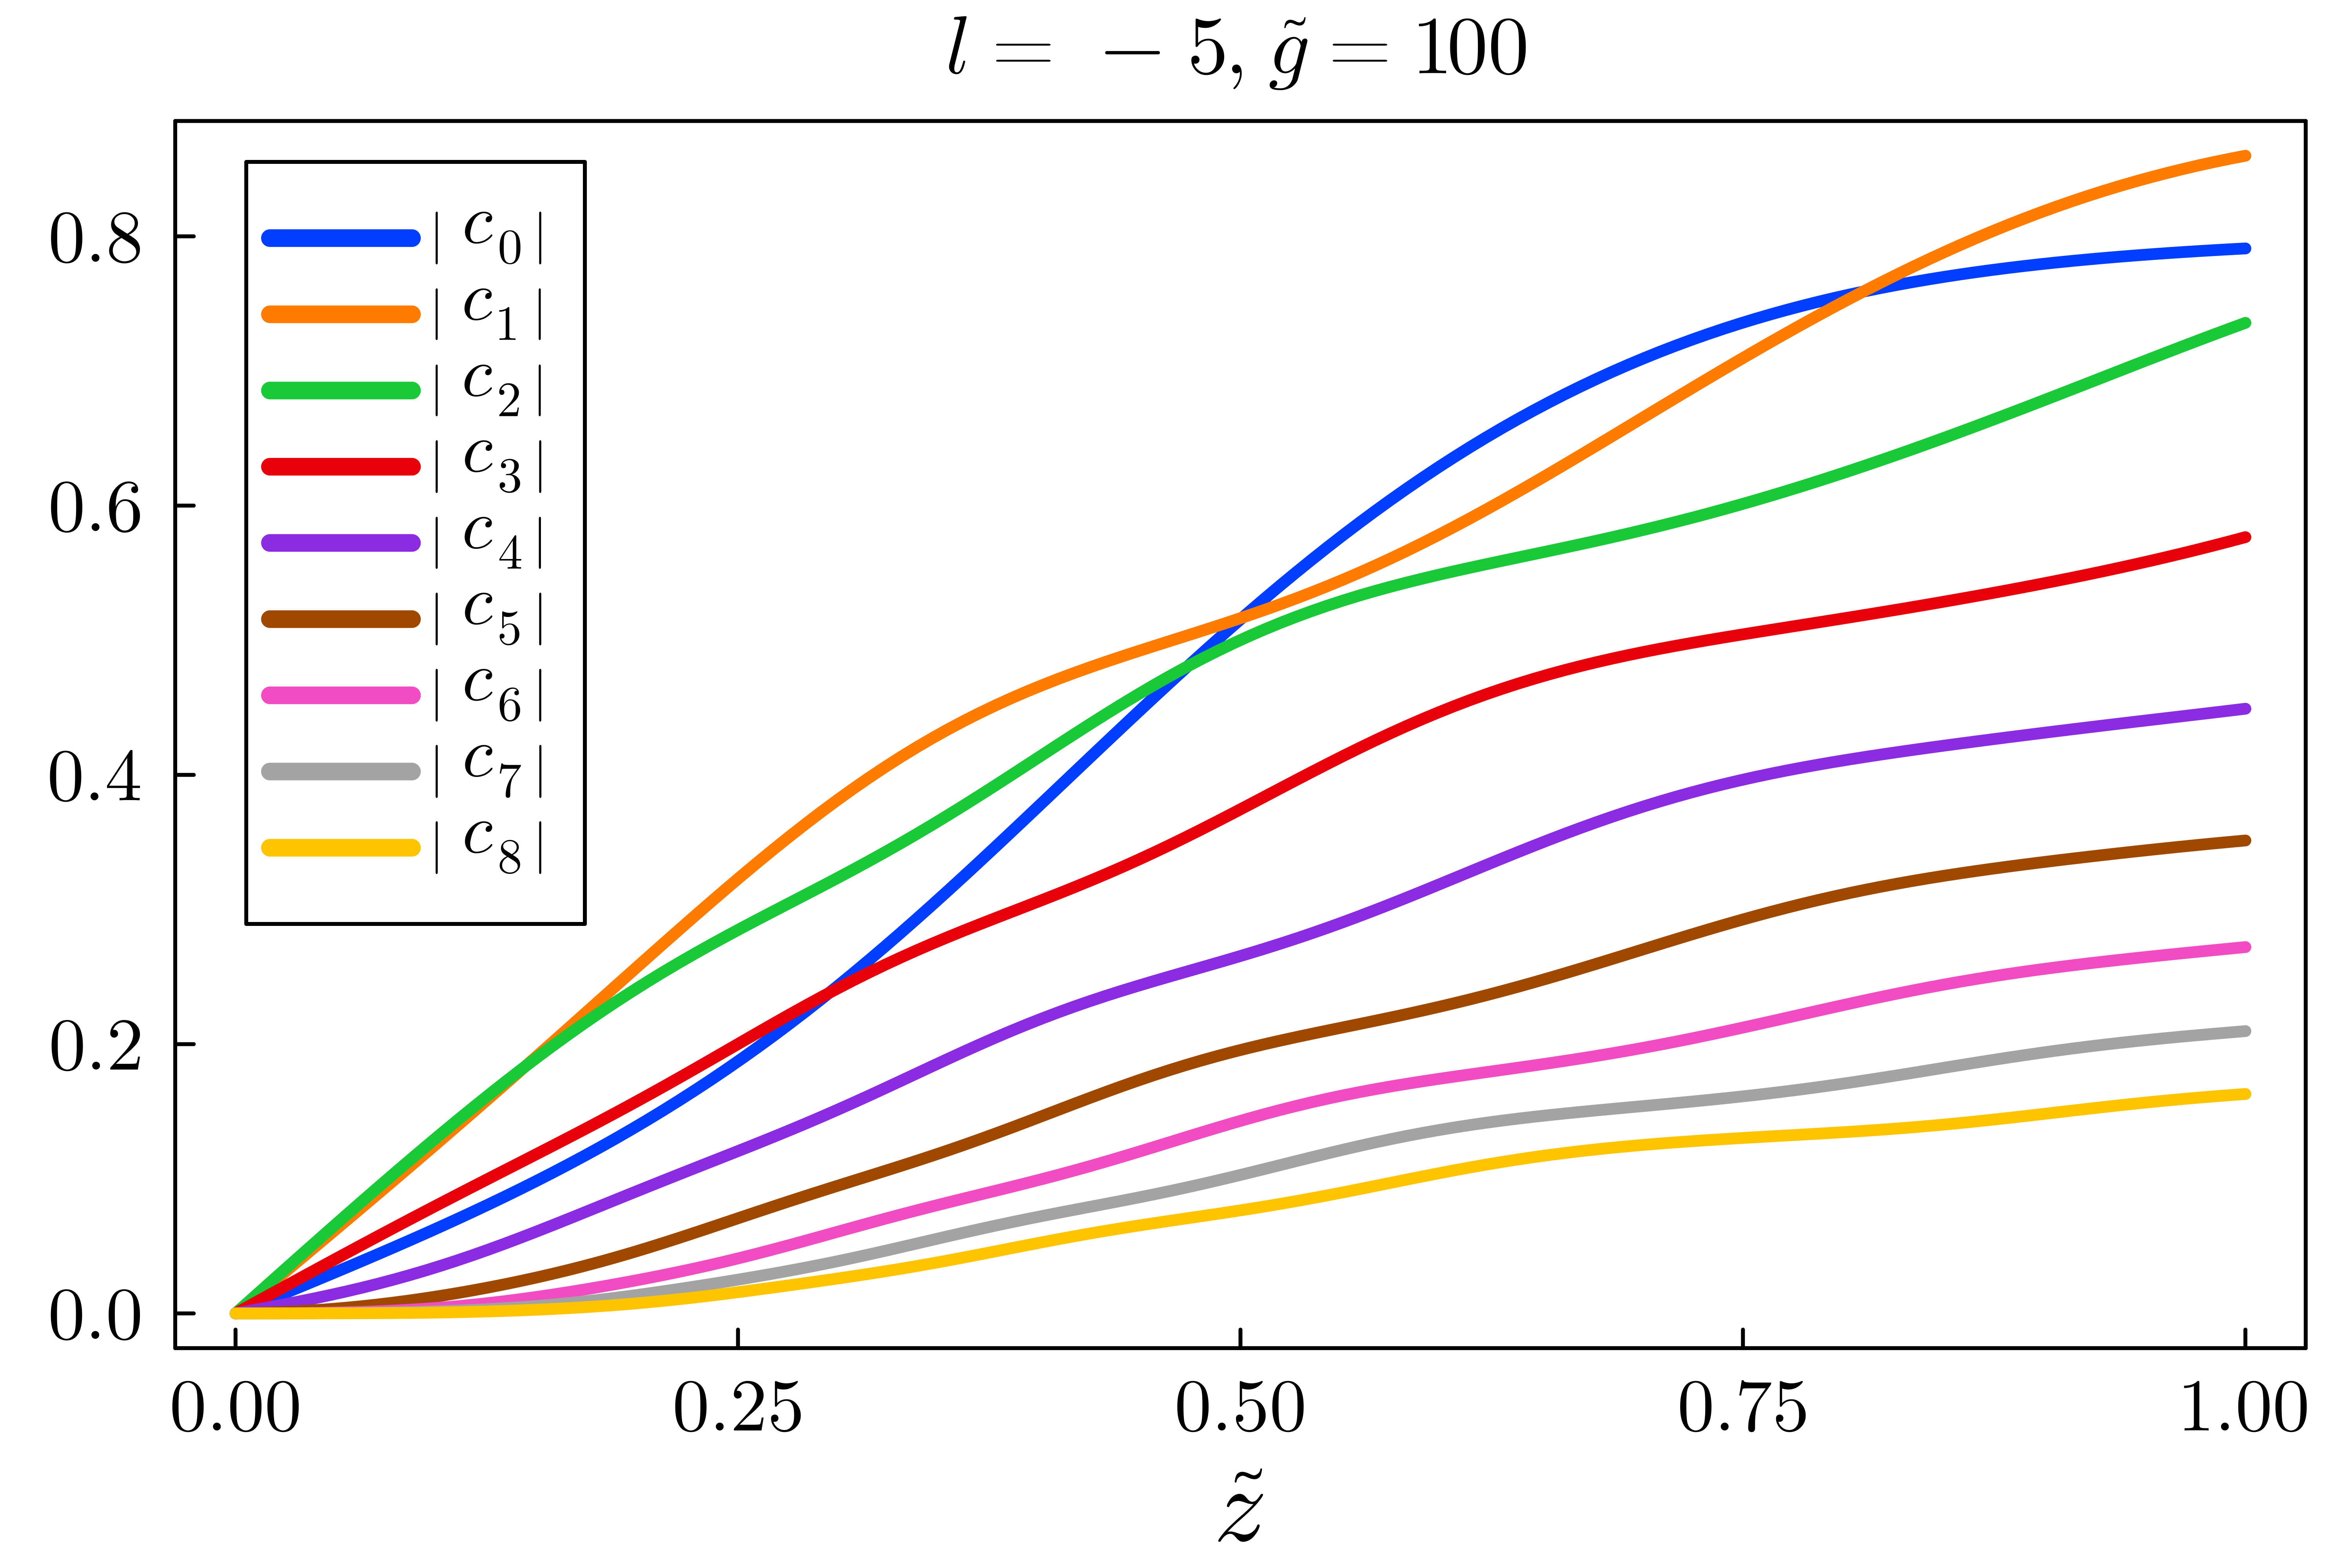 l = − 5, g̃ = 100
| c₀|
| c₁|
| c₂|
| c₃|
| c₄|
| c₅|
| c₆|
| c₇|
| c₈|
0.8
0.6
0.4
0.2
0.0
0.00 0.25 0.50 0.75 1.00
z̃